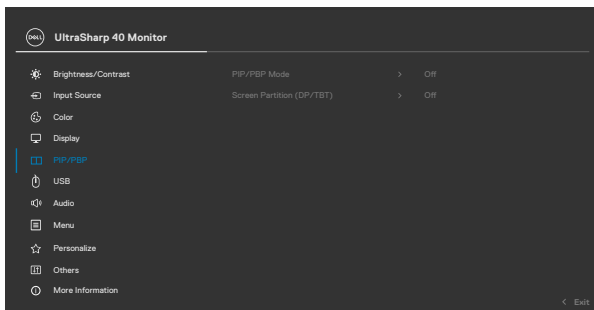 DELL UltraSharp 40 Monitor
Brightness/Contrast PIP/PBP Mode > Off
Input Source Screen Partition (DP/TBT) > Off
Color
Display
PIP/PBP
USB
Audio
Menu
Personalize
Others
More Information
< Exit